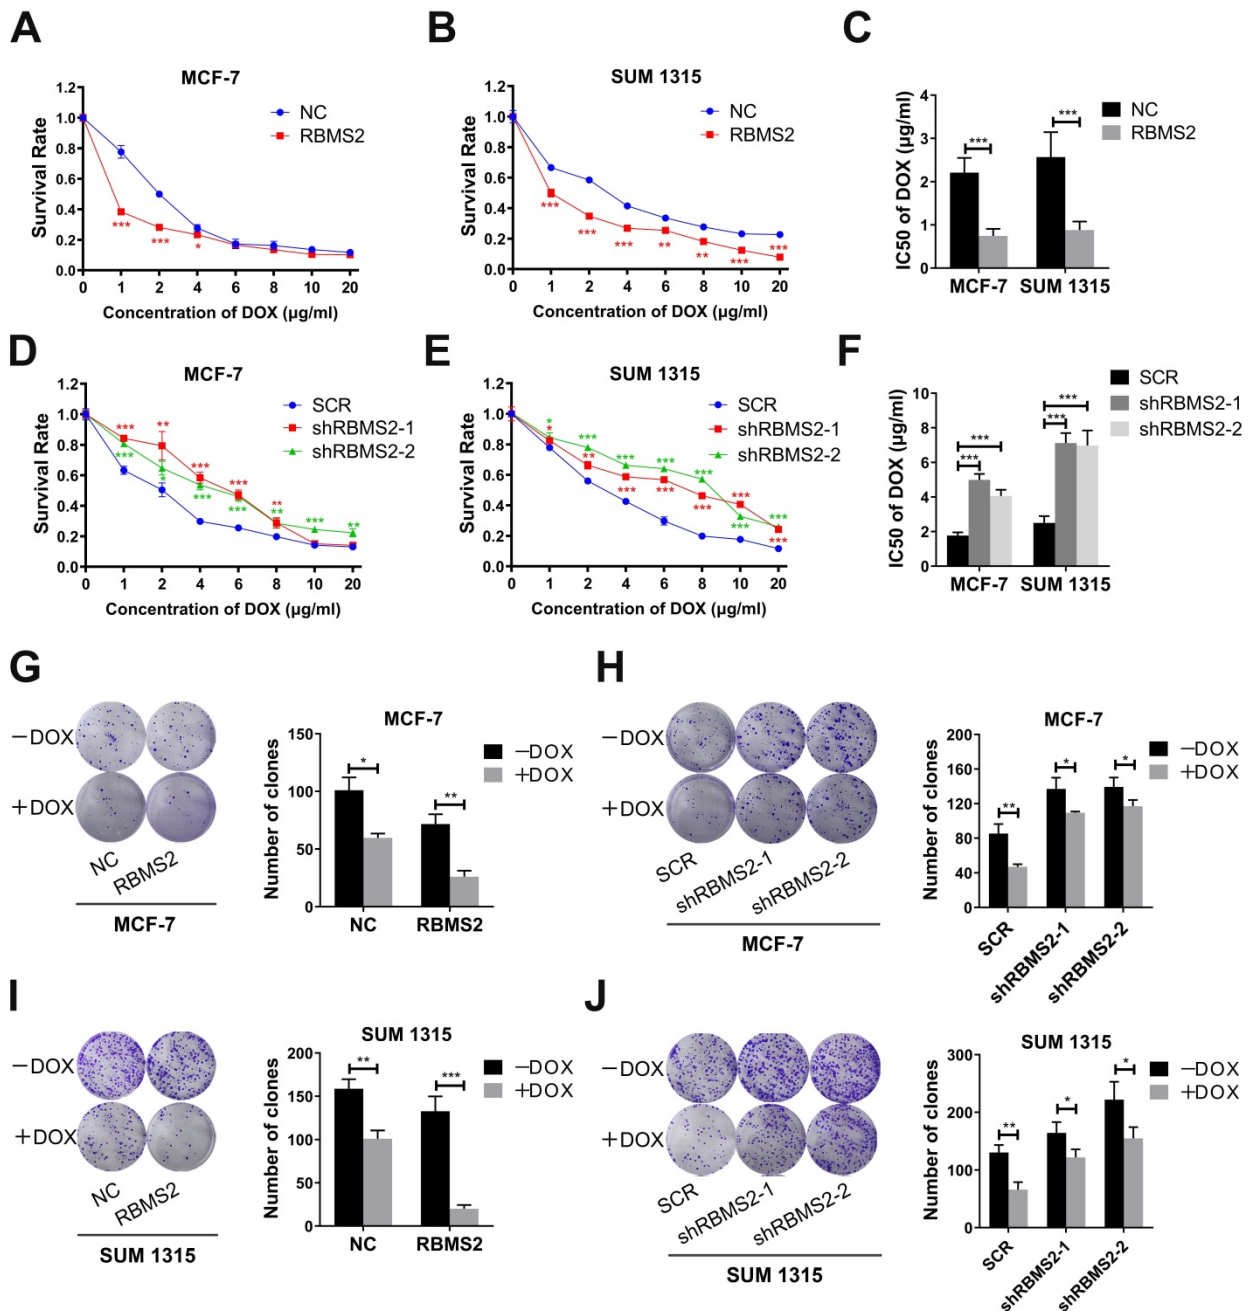 A
MCF-7
Survival Rate
1.2
1.0
0.8
0.6
0.4
0.2
0.0
NC
RBMS2
***
***
*
0 1 2 4 6 8 10 20
Concentration of DOX (µg/ml)
B
SUM 1315
Survival Rate
1.2
1.0
0.8
0.6
0.4
0.2
0.0
NC
RBMS2
***
***
***
**
**
***
***
0 1 2 4 6 8 10 20
Concentration of DOX (µg/ml)
C
IC50 of DOX (µg/ml)
4
3
2
1
0
NC
RBMS2
***
***
MCF-7 SUM 1315
D
MCF-7
Survival Rate
1.2
1.0
0.8
0.6
0.4
0.2
0.0
SCR
shRBMS2-1
shRBMS2-2
***
**
***
***
**
***
*
***
***
***
**
0 1 2 4 6 8 10 20
Concentration of DOX (µg/ml)
E
SUM 1315
Survival Rate
1.2
1.0
0.8
0.6
0.4
0.2
0.0
SCR
shRBMS2-1
shRBMS2-2
*
*
***
**
***
***
***
***
***
***
***
***
***
***
0 1 2 4 6 8 10 20
Concentration of DOX (µg/ml)
F
IC50 of DOX (µg/ml)
10
8
6
4
2
0
SCR
shRBMS2-1
shRBMS2-2
***
***
***
***
MCF-7 SUM 1315
G
−DOX
+DOX
NC
RBMS2
MCF-7
MCF-7
Number of clones
150
100
50
0
*
**
−DOX
+DOX
NC RBMS2
H
−DOX
+DOX
SCR
shRBMS2-1
shRBMS2-2
MCF-7
MCF-7
Number of clones
200
160
120
80
40
0
**
*
*
−DOX
+DOX
SCR
shRBMS2-1
shRBMS2-2
I
−DOX
+DOX
NC
RBMS2
SUM 1315
SUM 1315
Number of clones
200
150
100
50
0
**
***
−DOX
+DOX
NC RBMS2
J
−DOX
+DOX
SCR
shRBMS2-1
shRBMS2-2
SUM 1315
SUM 1315
Number of clones
300
200
100
0
**
*
*
−DOX
+DOX
SCR
shRBMS2-1
shRBMS2-2